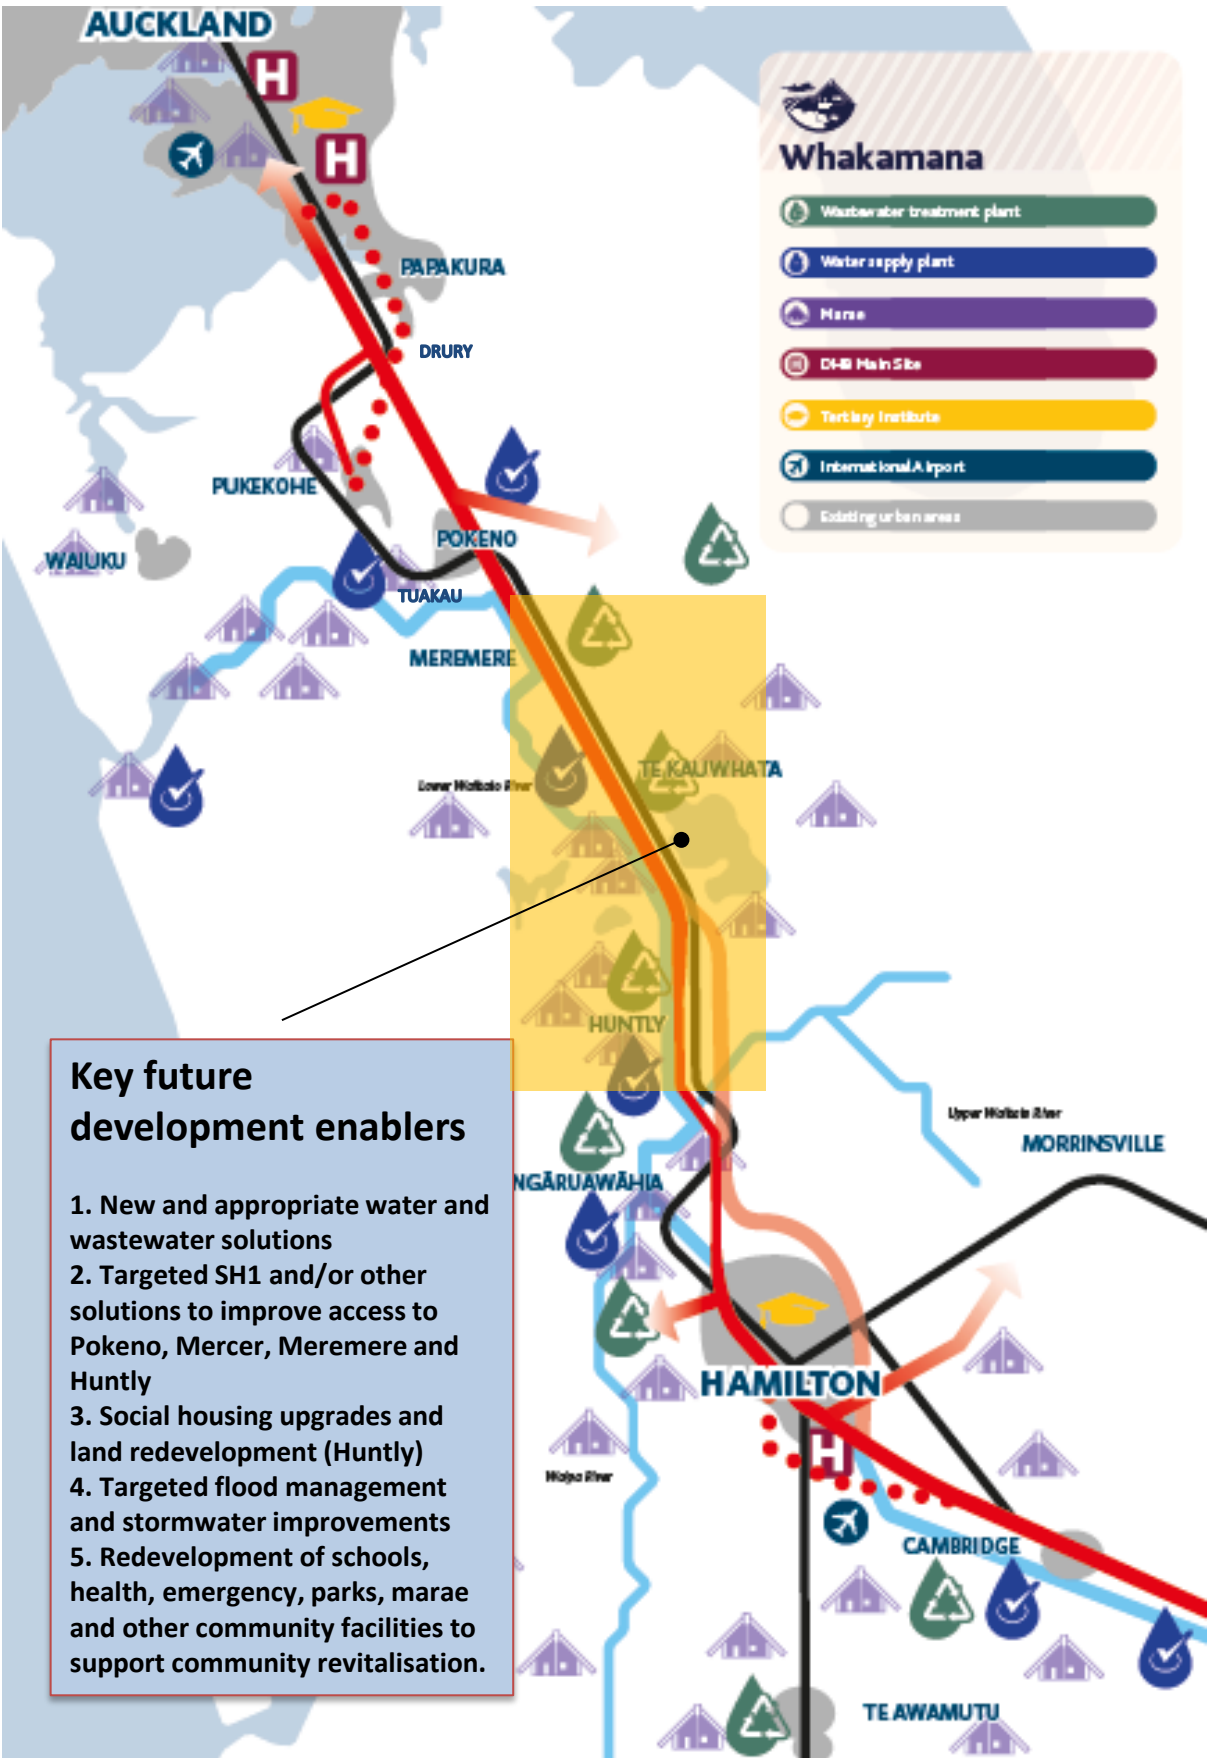 AUCKLAND
H
H
Whakamana
Wastewater treatment plant
Water supply plant
Marae
DHB Main Site
Tertiary Institute
International Airport
Existing urban areas
PAPAKURA
DRURY
PUKEKOHE
WAIUKU
POKENO
TUAKAU
MEREMERE
TE KAUWHATA
Lower Waikato River
HUNTLY
Key future
development enablers
1. New and appropriate water and
wastewater solutions
2. Targeted SH1 and/or other
solutions to improve access to
Pokeno, Mercer, Meremere and
Huntly
3. Social housing upgrades and
land redevelopment (Huntly)
4. Targeted flood management
and stormwater improvements
5. Redevelopment of schools,
health, emergency, parks, marae
and other community facilities to
support community revitalisation.
Upper Waikato River
MORRINSVILLE
NGĀRUAWĀHIA
HAMILTON
H
Waipa River
CAMBRIDGE
TE AWAMUTU